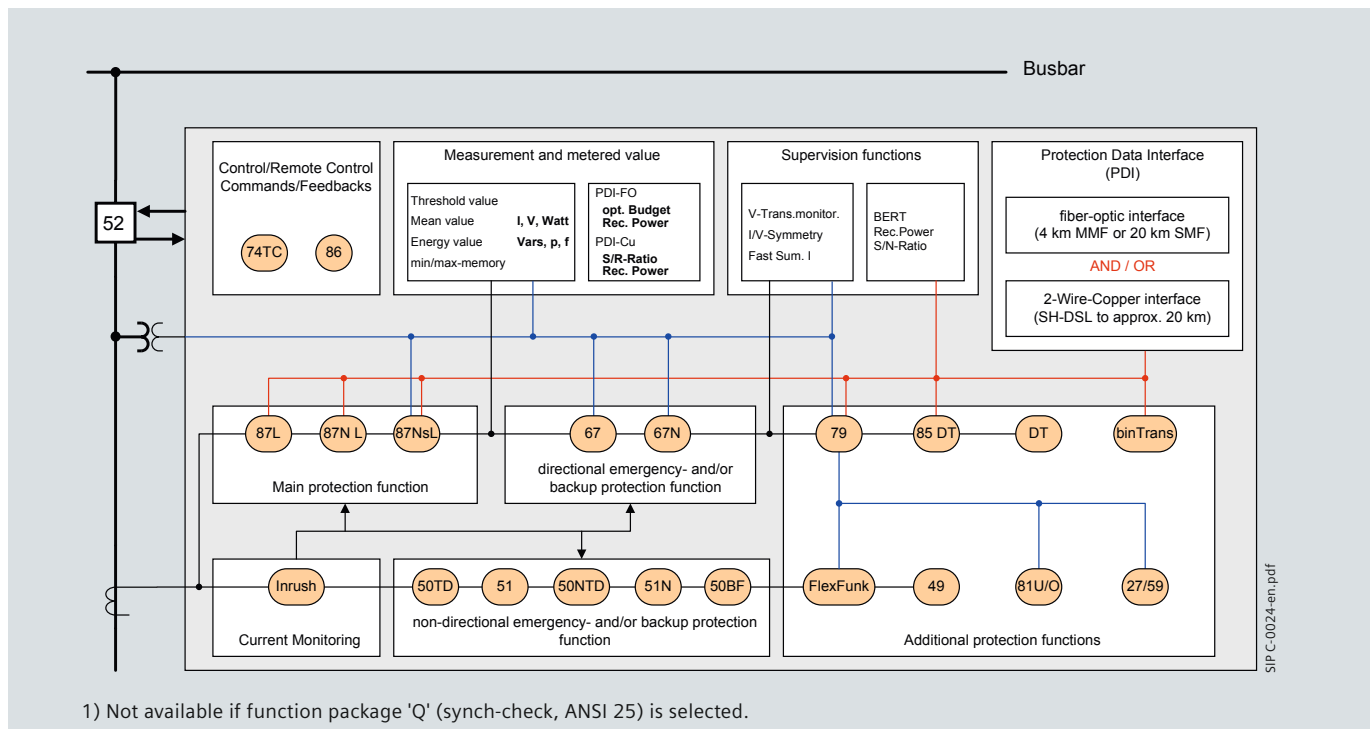 Busbar
52
Control/Remote Control
Commands/Feedbacks
74TC
86
Measurement and metered value
Threshold value
Mean value I, V, Watt
Energy value Vars, p, f
min/max-memory
PDI-FO
opt. Budget
Rec. Power
PDI-Cu
S/R-Ratio
Rec. Power
Supervision functions
V-Trans.monitor.
I/V-Symmetry
Fast Sum. I
BERT
Rec.Power
S/N-Ratio
Protection Data Interface
(PDI)
fiber-optic interface
(4 km MMF or 20 km SMF)
AND / OR
2-Wire-Copper interface
(SH-DSL to approx. 20 km)
87L
87N L
87NsL
Main protection function
67
67N
directional emergency- and/or
backup protection function
79
85 DT
DT
binTrans
Inrush
Current Monitoring
50TD
51
50NTD
51N
50BF
non-directional emergency- and/or backup protection
function
FlexFunk
49
81U/O
27/59
Additional protection functions
SIP C-0024-en.pdf
1) Not available if function package 'Q' (synch-check, ANSI 25) is selected.